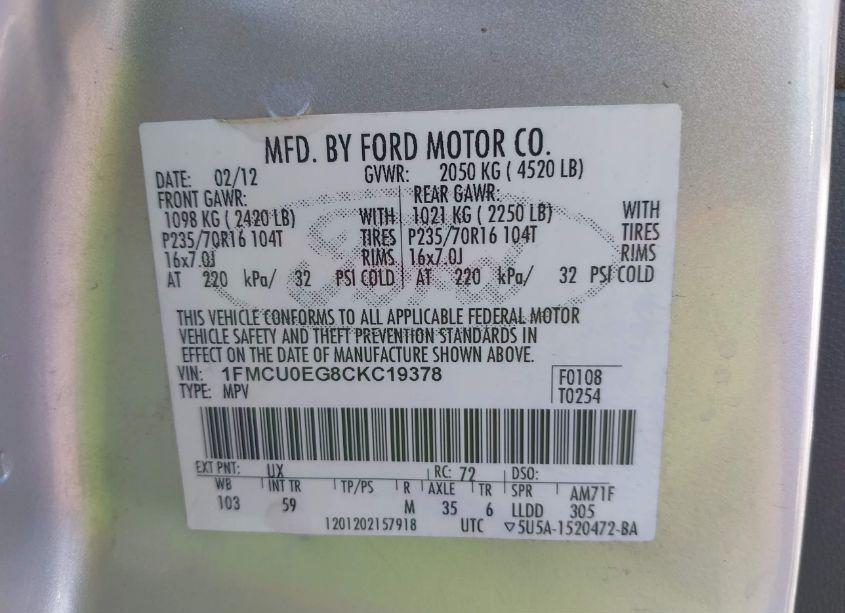 MFD. BY FORD MOTOR CO.
DATE: 02/12 GVWR: 2050 KG ( 4520 LB)
FRONT GAWR: REAR GAWR:
1098 KG ( 2420 LB) WITH 1021 KG ( 2250 LB) WITH
P235/70R16 104T TIRES P235/70R16 104T TIRES
16x7.0J RIMS 16x7.0J RIMS
AT 220 kPa/ 32 PSI COLD AT 220 kPa/ 32 PSI COLD
Ford
THIS VEHICLE CONFORMS TO ALL APPLICABLE FEDERAL MOTOR
VEHICLE SAFETY AND THEFT PREVENTION STANDARDS IN
EFFECT ON THE DATE OF MANUFACTURE SHOWN ABOVE.
VIN: 1FMCU0EG8CKC19378 F0108
TYPE: MPV T0254
EXT PNT: UX RC: 72 DSO:
WB INT TR TP/PS R AXLE TR SPR AM71F
103 59 M 35 6 LLDD 305
1201202157918 UTC ▽5U5A-1520472-BA